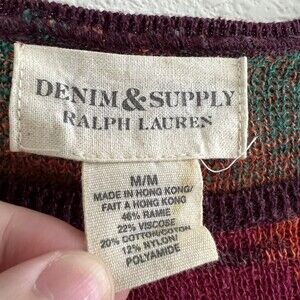 DENIM & SUPPLY
RALPH LAUREN
M/M
MADE IN HONG KONG/
FAIT A HONG KONG
46% RAMIE
22% VISCOSE
20% COTTON/COTON
12% NYLON/
POLYAMIDE